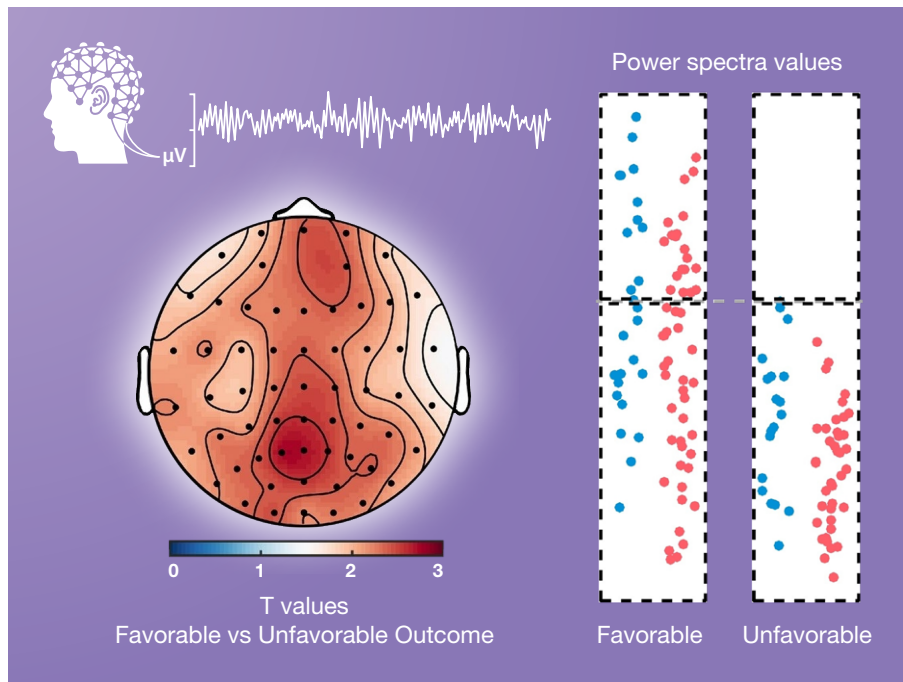 Power spectra values
μV
0 1 2 3
T values
Favorable vs Unfavorable Outcome
Favorable Unfavorable